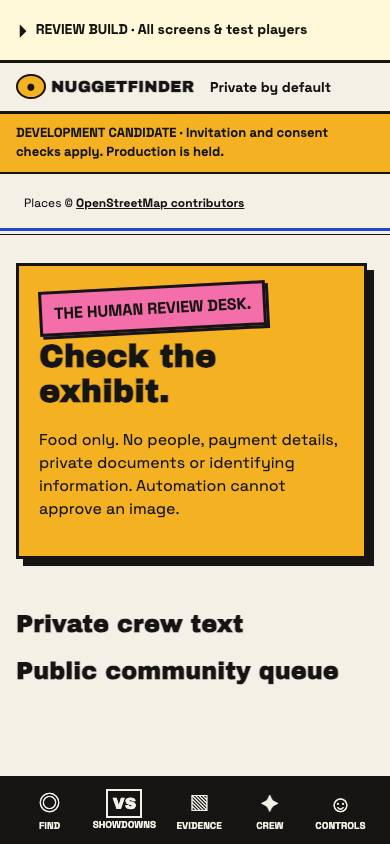 REVIEW BUILD · All screens & test players
NUGGETFINDER Private by default
DEVELOPMENT CANDIDATE · Invitation and
checks apply. Production is held.
Places © OpenStreetMap contributors
THE HUMAN REVIEW DESK.
Check the
exhibit.
Food only. No people, payment details,
private documents or identifying
information. Automation cannot
approve an image.
Private crew text
Public community queue
VS
FIND SHOWDOWNS EVIDENCE CREW CONTROLS